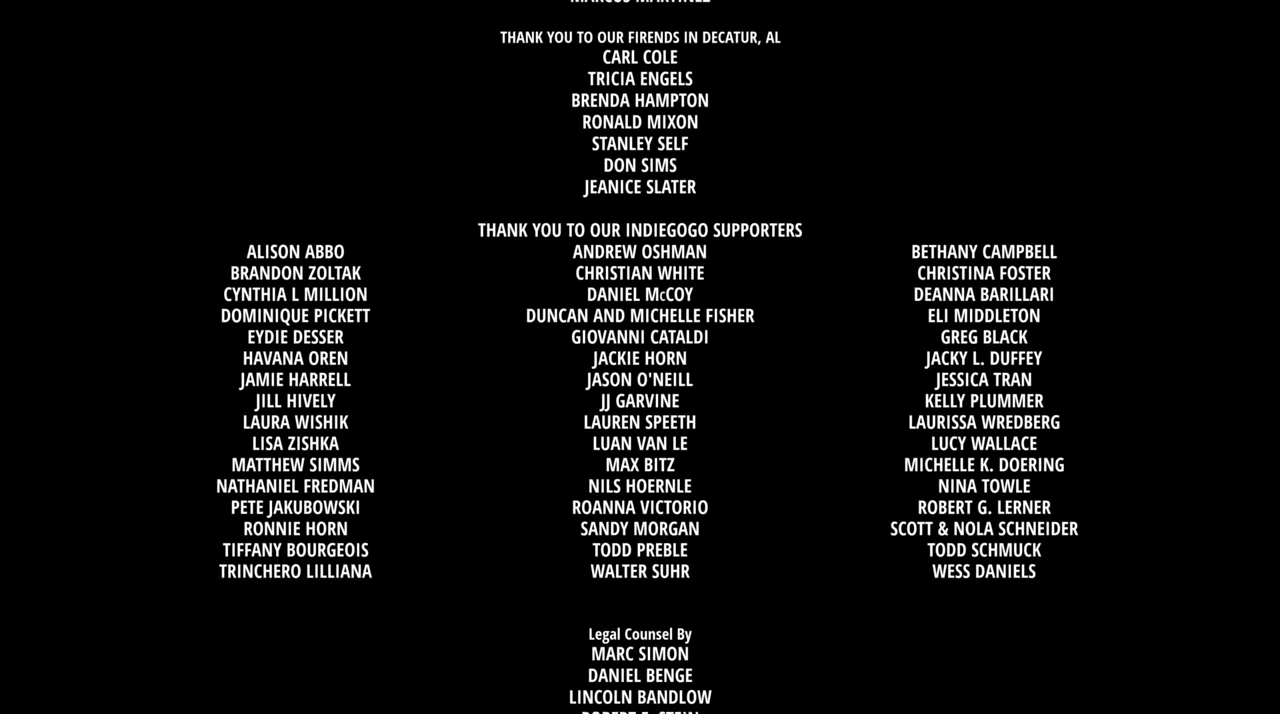 MARCUS MARTINEZ
THANK YOU TO OUR FIRENDS IN DECATUR, AL
CARL COLE
TRICIA ENGELS
BRENDA HAMPTON
RONALD MIXON
STANLEY SELF
DON SIMS
JEANICE SLATER
THANK YOU TO OUR INDIEGOGO SUPPORTERS
ALISON ABBO ANDREW OSHMAN BETHANY CAMPBELL
BRANDON ZOLTAK CHRISTIAN WHITE CHRISTINA FOSTER
CYNTHIA L MILLION DANIEL McCOY DEANNA BARILLARI
DOMINIQUE PICKETT DUNCAN AND MICHELLE FISHER ELI MIDDLETON
EYDIE DESSER GIOVANNI CATALDI GREG BLACK
HAVANA OREN JACKIE HORN JACKY L. DUFFEY
JAMIE HARRELL JASON O'NEILL JESSICA TRAN
JILL HIVELY JJ GARVINE KELLY PLUMMER
LAURA WISHIK LAUREN SPEETH LAURISSA WREDBERG
LISA ZISHKA LUAN VAN LE LUCY WALLACE
MATTHEW SIMMS MAX BITZ MICHELLE K. DOERING
NATHANIEL FREDMAN NILS HOERNLE NINA TOWLE
PETE JAKUBOWSKI ROANNA VICTORIO ROBERT G. LERNER
RONNIE HORN SANDY MORGAN SCOTT & NOLA SCHNEIDER
TIFFANY BOURGEOIS TODD PREBLE TODD SCHMUCK
TRINCHERO LILLIANA WALTER SUHR WESS DANIELS
Legal Counsel By
MARC SIMON
DANIEL BENGE
LINCOLN BANDLOW
ROBERT F. STEIN